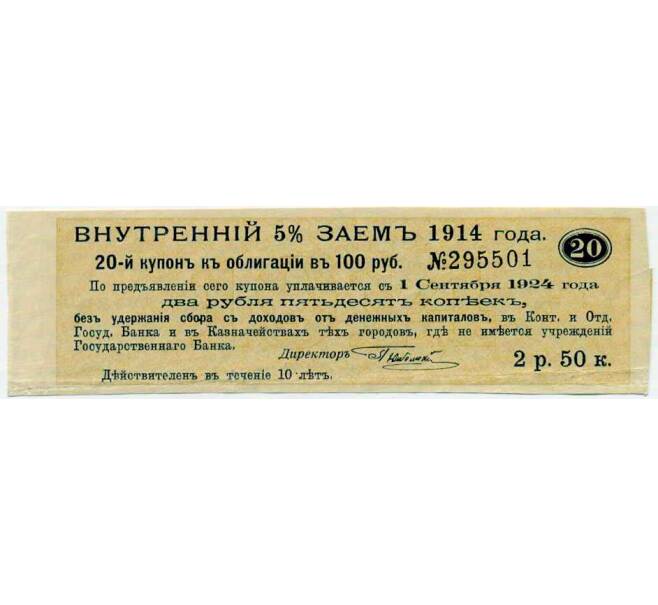 ВНУТРЕННІЙ 5% ЗАЕМЪ 1914 года.
20
20-й купонъ къ облигаціи въ 100 руб. №295501
По предъявленіи сего купона уплачивается съ 1 Сентября 1924 года
два рубля пятьдесятъ копѣекъ,
безъ удержанія сбора съ доходовъ отъ денежныхъ капиталовъ, въ Конт. и Отд.
Госуд. Банка и въ Казначействахъ тѣхъ городовъ, гдѣ не имѣется учрежденій
Государственнаго Банка.
Директоръ
2 р. 50 к.
Дѣйствителенъ въ теченіе 10 лѣтъ.